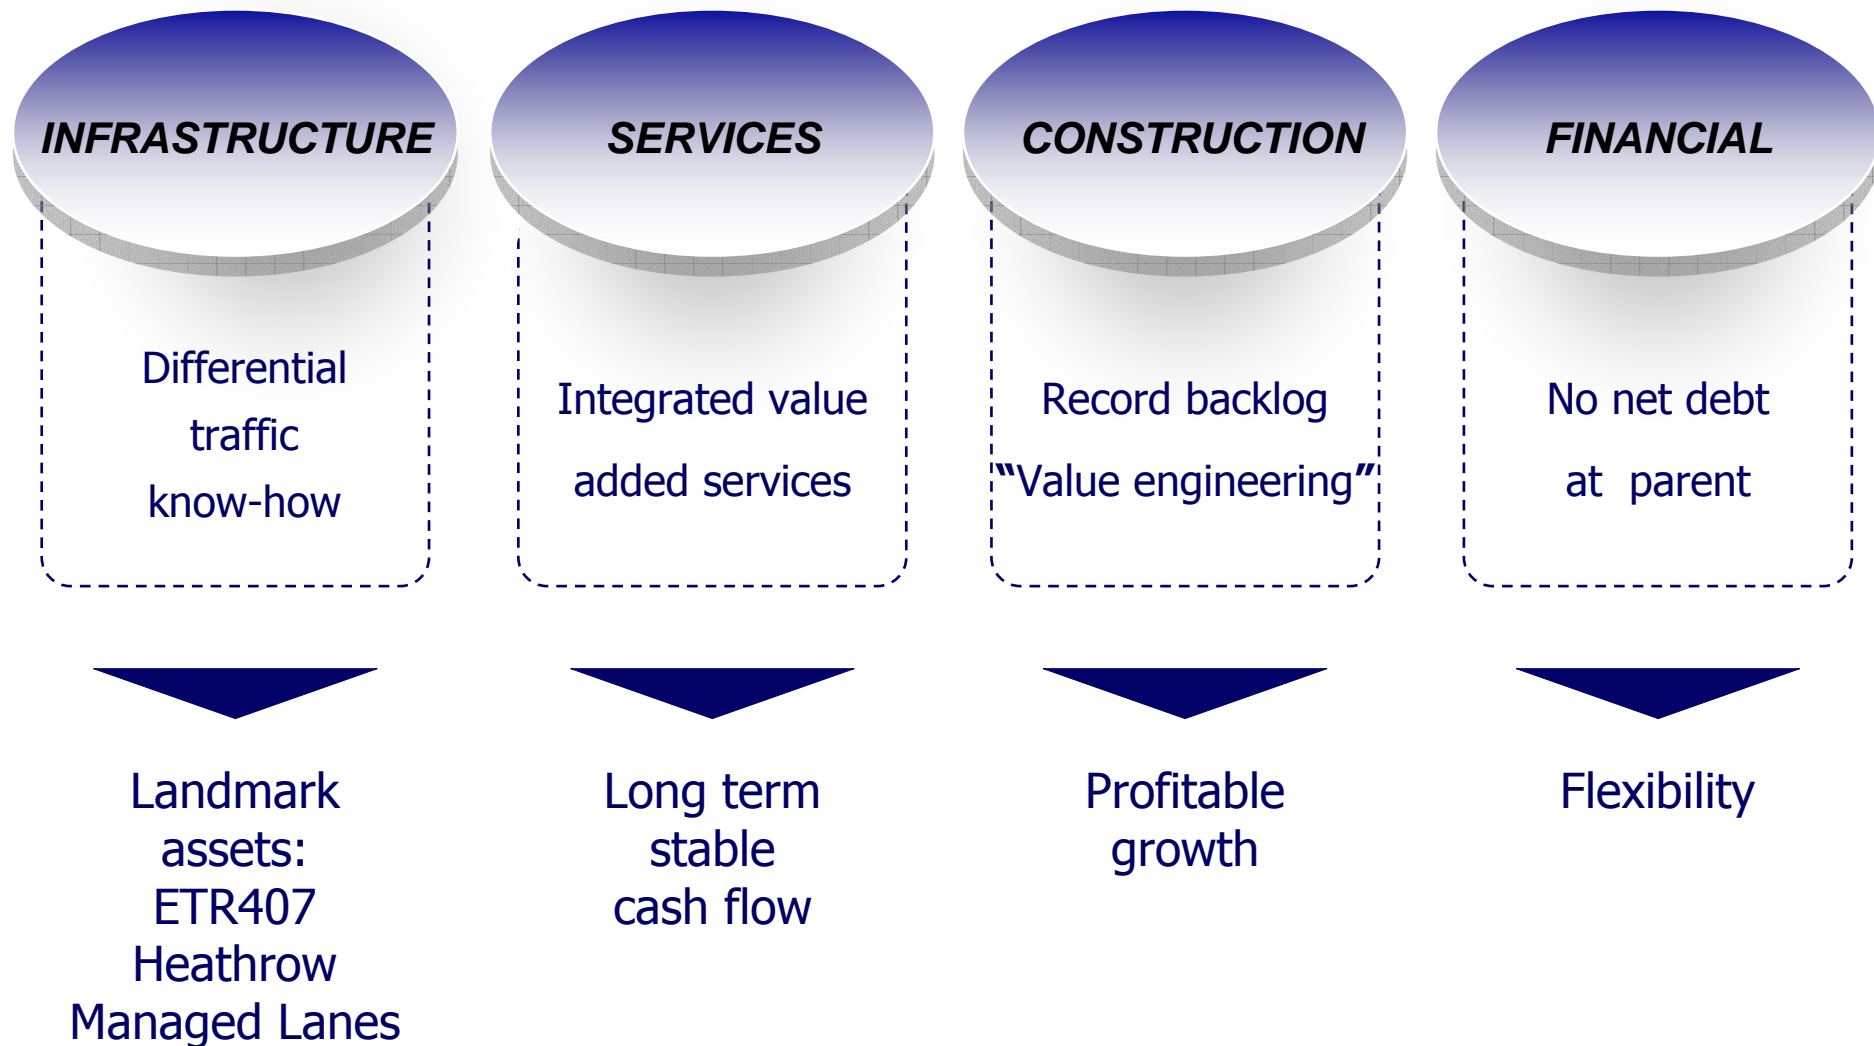 INFRASTRUCTURE
Differential
traffic
know-how
Landmark
assets:
ETR407
Heathrow
Managed Lanes
SERVICES
Integrated value
added services
Long term
stable
cash flow
CONSTRUCTION
Record backlog
“Value engineering”
Profitable
growth
FINANCIAL
No net debt
at parent
Flexibility